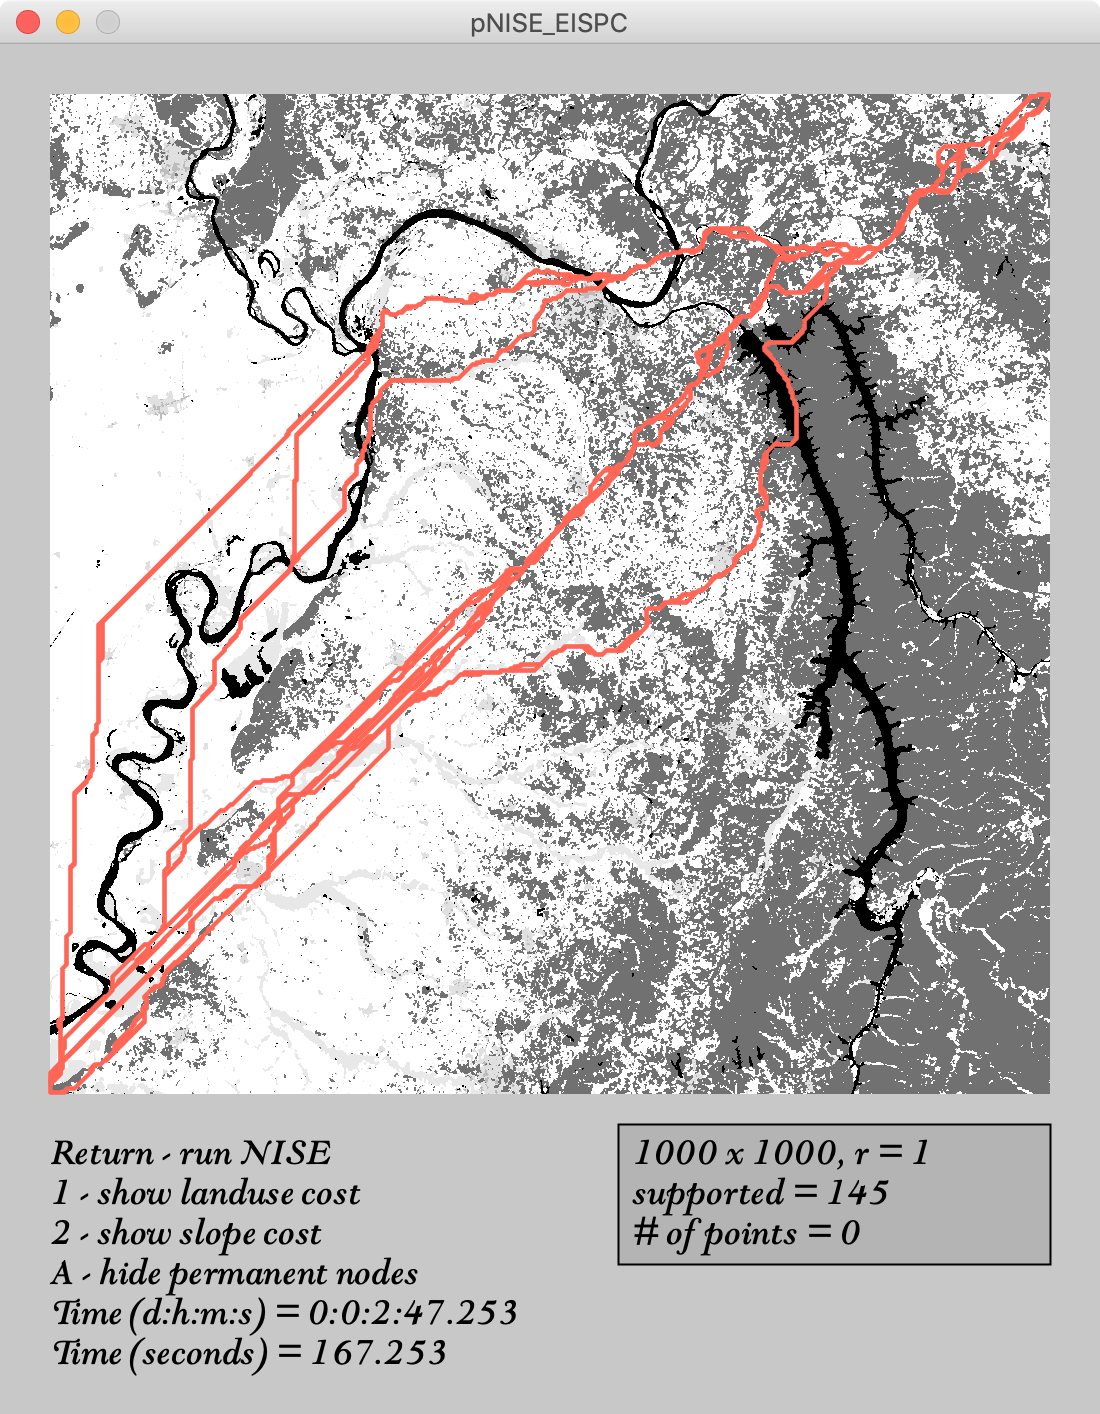 pNISE_EISPC
Return - run NISE
1 - show landuse cost
2 - show slope cost
A - hide permanent nodes
Time (d:h:m:s) = 0:0:2:47.253
Time (seconds) = 167.253
1000 x 1000, r = 1
supported = 145
# of points = 0